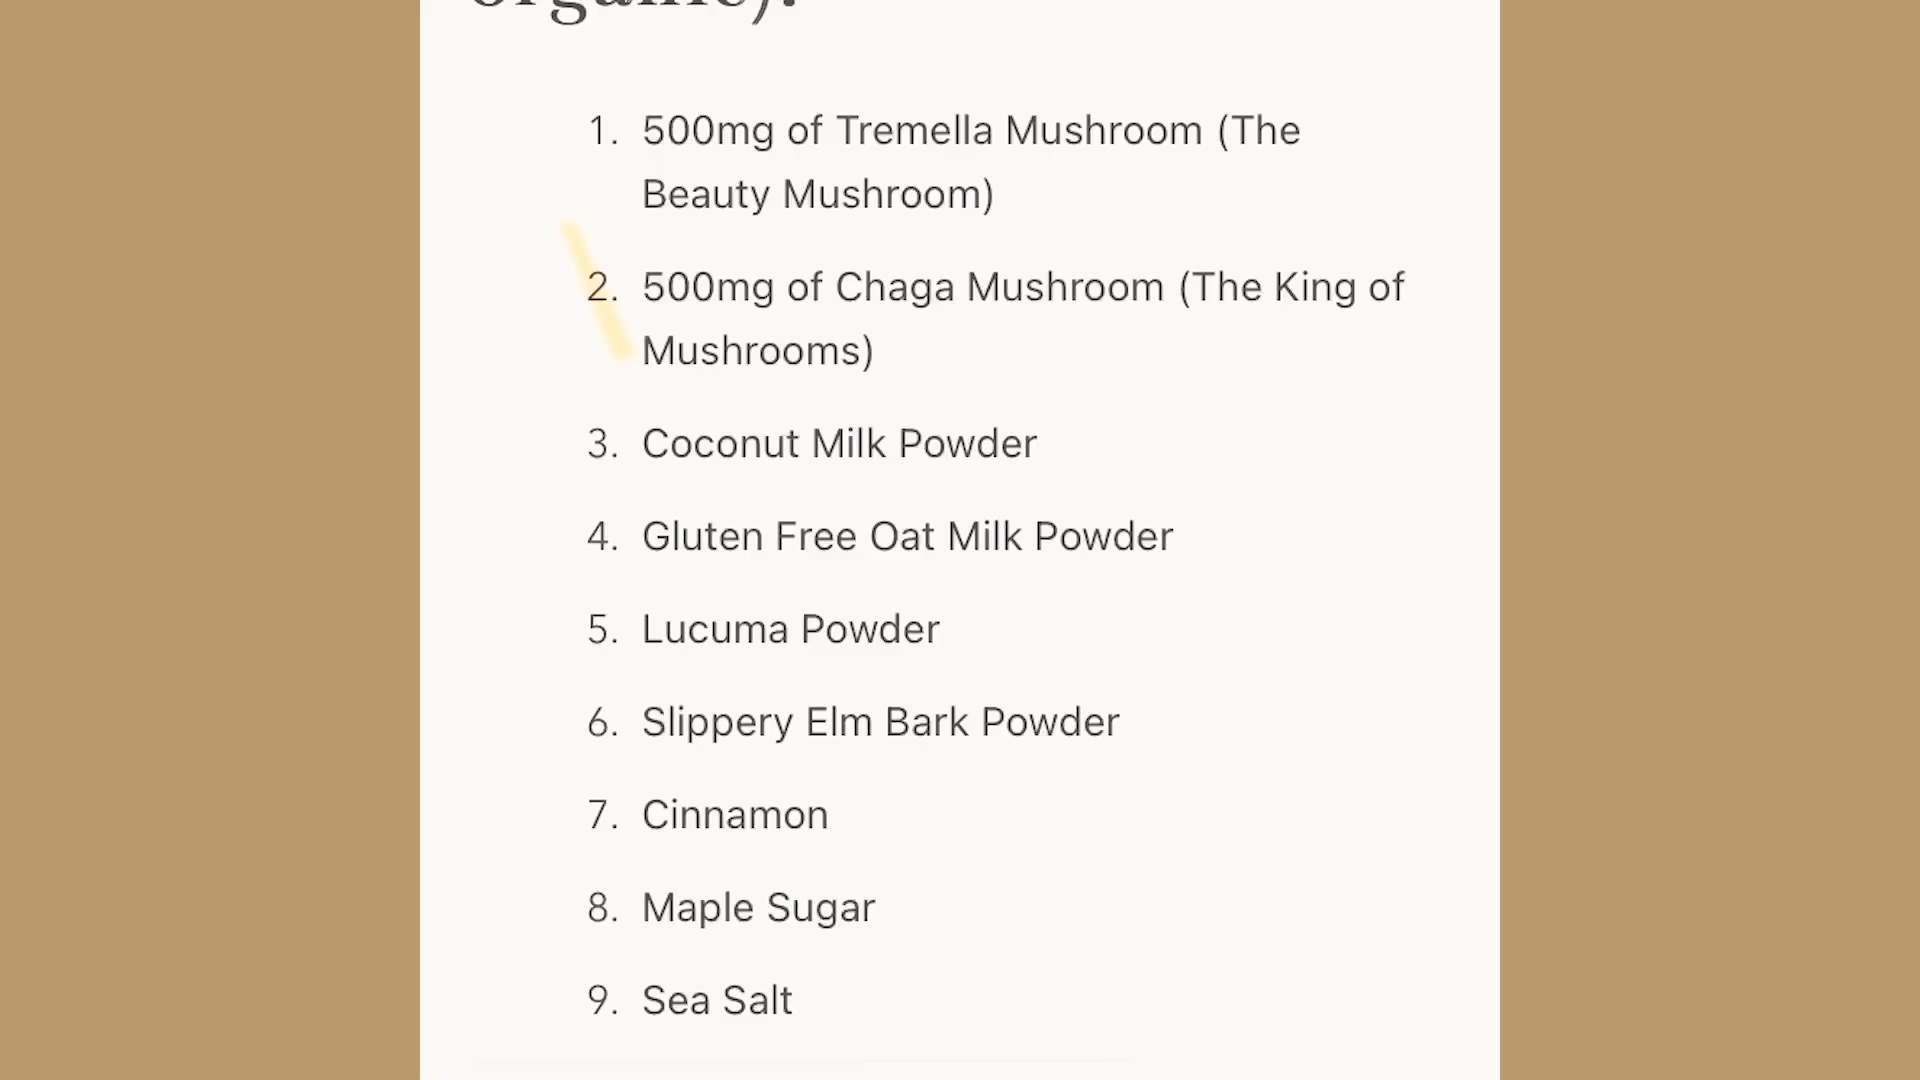 organic):
1. 500mg of Tremella Mushroom (The
Beauty Mushroom)
2. 500mg of Chaga Mushroom (The King of
Mushrooms)
3. Coconut Milk Powder
4. Gluten Free Oat Milk Powder
5. Lucuma Powder
6. Slippery Elm Bark Powder
7. Cinnamon
8. Maple Sugar
9. Sea Salt